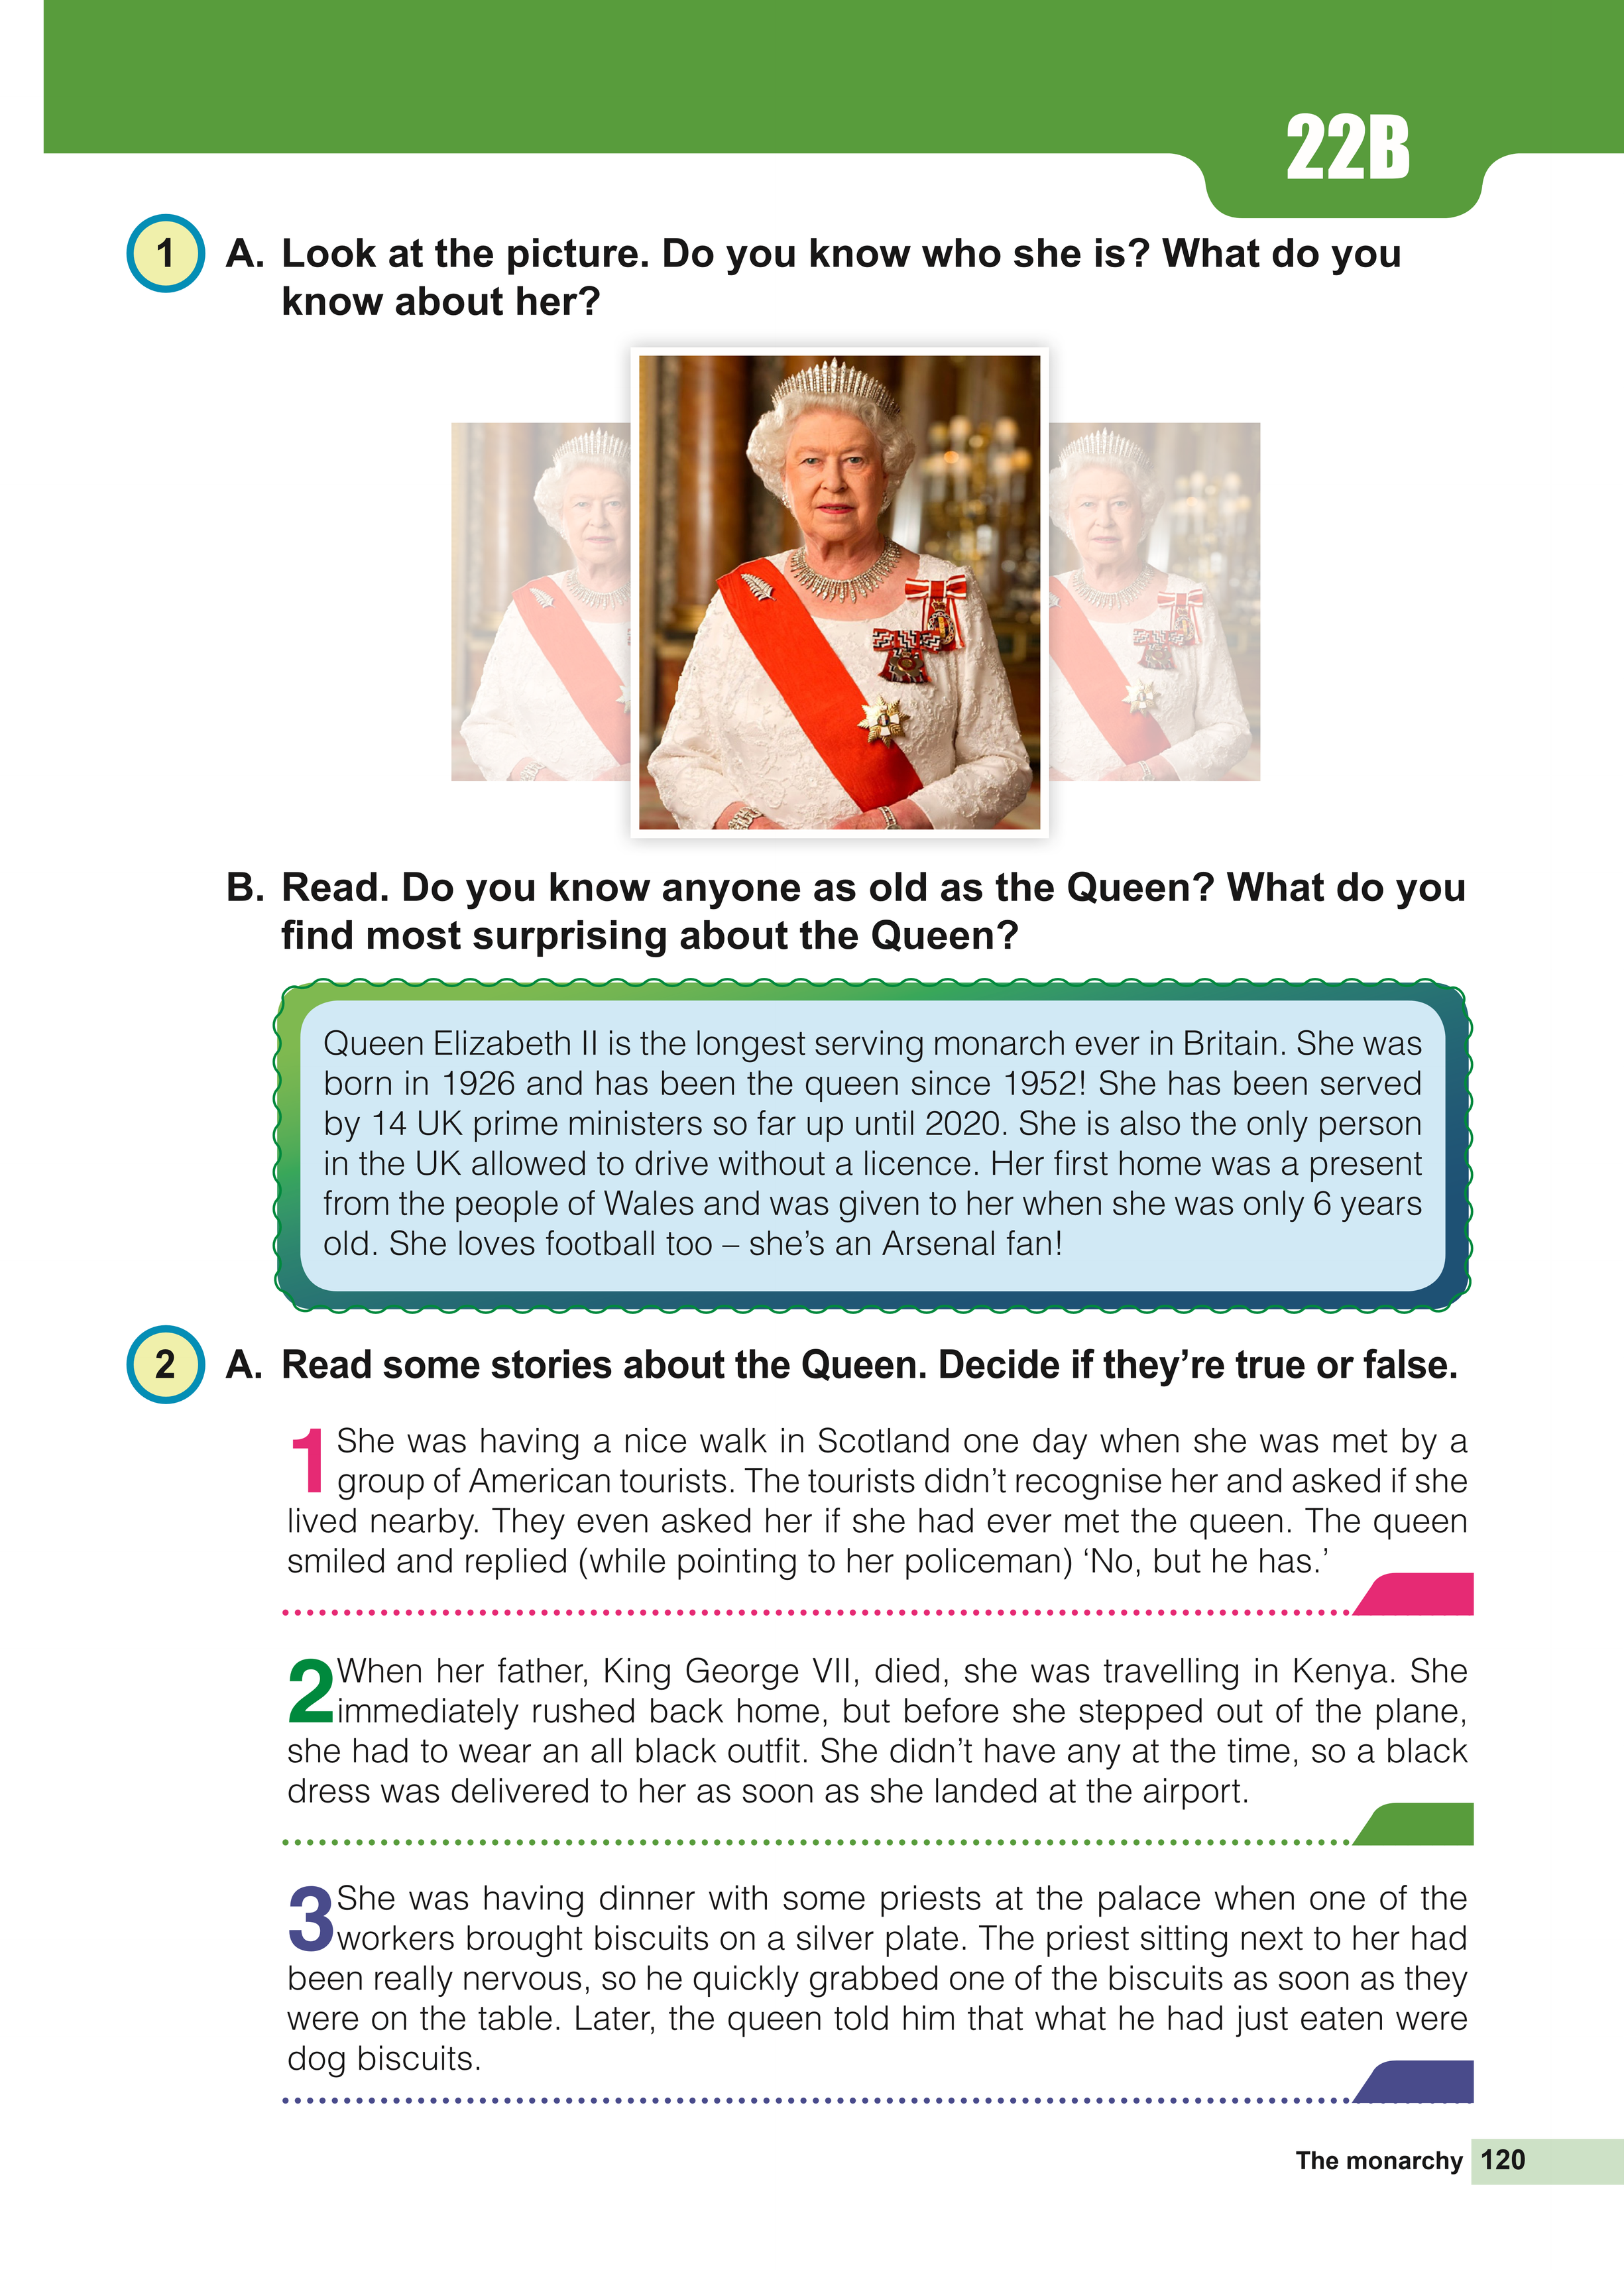 22B
1 A. Look at the picture. Do you know who she is? What do you
know about her?
B. Read. Do you know anyone as old as the Queen? What do you
find most surprising about the Queen?
Queen Elizabeth II is the longest serving monarch ever in Britain. She was
born in 1926 and has been the queen since 1952! She has been served
by 14 UK prime ministers so far up until 2020. She is also the only person
in the UK allowed to drive without a licence. Her first home was a present
from the people of Wales and was given to her when she was only 6 years
old. She loves football too – she's an Arsenal fan!
2 A. Read some stories about the Queen. Decide if they're true or false.
1 She was having a nice walk in Scotland one day when she was met by a
group of American tourists. The tourists didn't recognise her and asked if she
lived nearby. They even asked her if she had ever met the queen. The queen
smiled and replied (while pointing to her policeman) 'No, but he has.'
2 When her father, King George VII, died, she was travelling in Kenya. She
immediately rushed back home, but before she stepped out of the plane,
she had to wear an all black outfit. She didn't have any at the time, so a black
dress was delivered to her as soon as she landed at the airport.
3 She was having dinner with some priests at the palace when one of the
workers brought biscuits on a silver plate. The priest sitting next to her had
been really nervous, so he quickly grabbed one of the biscuits as soon as they
were on the table. Later, the queen told him that what he had just eaten were
dog biscuits.
The monarchy 120